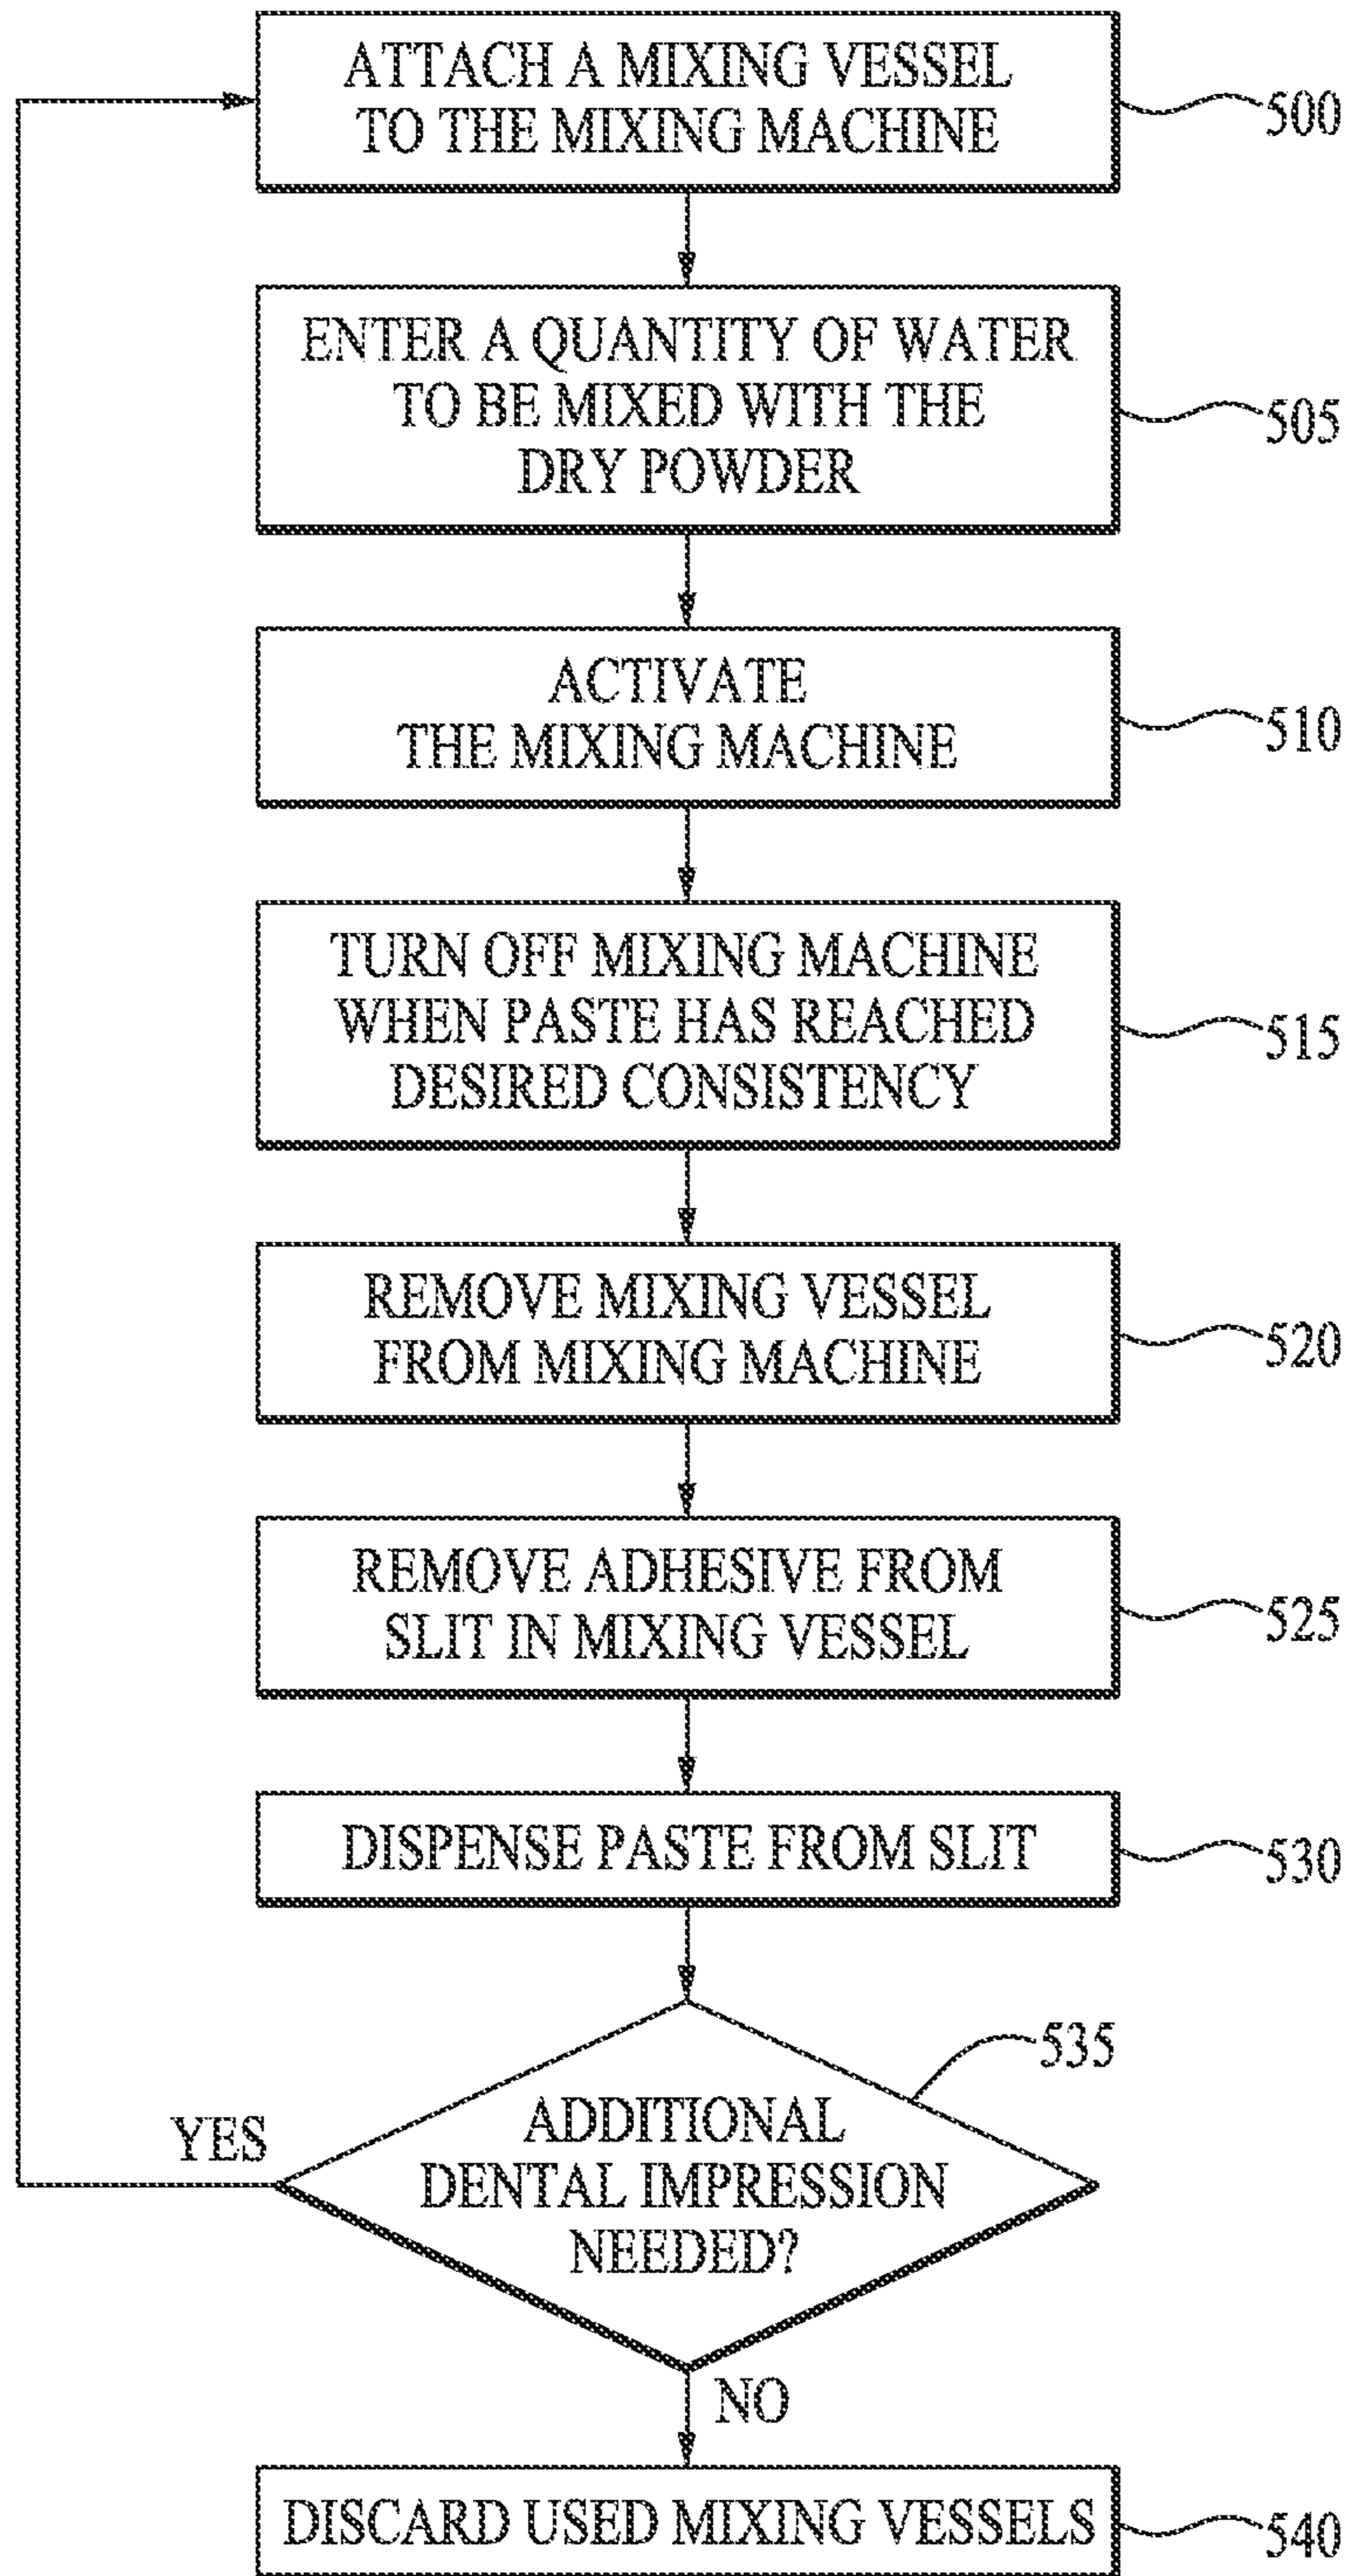 ATTACH A MIXING VESSEL
TO THE MIXING MACHINE
500
ENTER A QUANTITY OF WATER
TO BE MIXED WITH THE
DRY POWDER
505
ACTIVATE
THE MIXING MACHINE
510
TURN OFF MIXING MACHINE
WHEN PASTE HAS REACHED
DESIRED CONSISTENCY
515
REMOVE MIXING VESSEL
FROM MIXING MACHINE
520
REMOVE ADHESIVE FROM
SLIT IN MIXING VESSEL
525
DISPENSE PASTE FROM SLIT
530
535
YES
ADDITIONAL
DENTAL IMPRESSION
NEEDED?
NO
DISCARD USED MIXING VESSELS
540